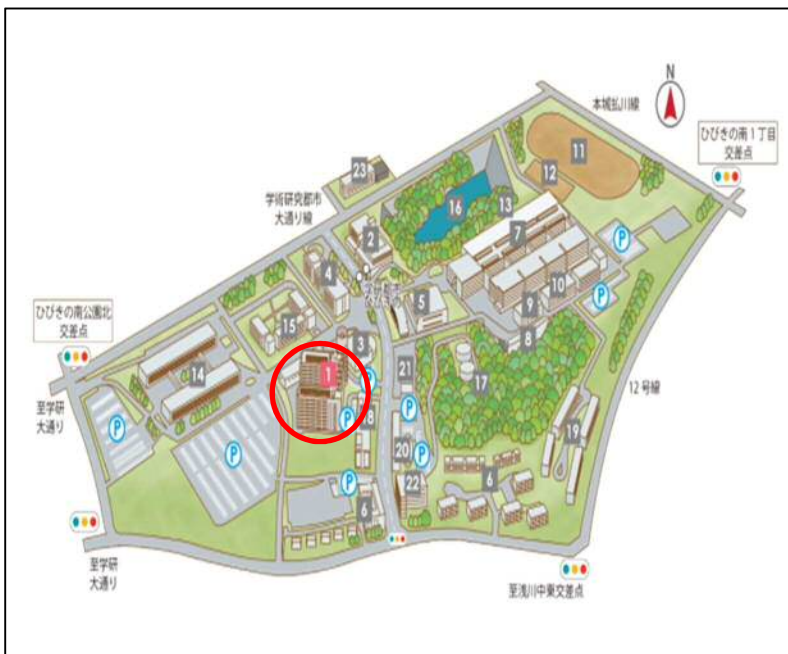 N
本城払川線
ひびきの南1丁目
交差点
11
12
23
学術研究都市
大通り線
16
13
2
7
P
4
10
P
5
9
ひびきの南公園北
交差点
15
3
8
1
P
21
17
12号線
14
至学研
大通り
P
P
P
18
P
19
20
P
22
6
P
6
至学研
大通り
至浅川中東交差点